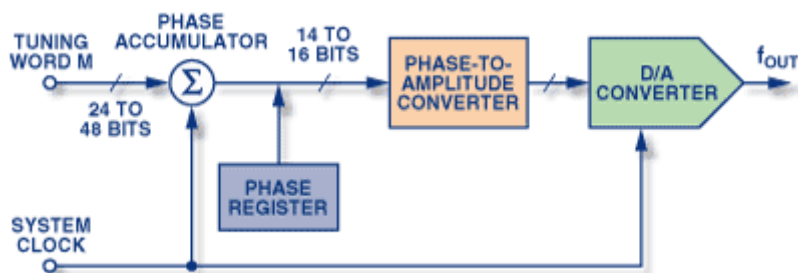 PHASE
ACCUMULATOR
TUNING
WORD M
Σ
24 TO
48 BITS
14 TO
16 BITS
PHASE-TO-
AMPLITUDE
CONVERTER
D/A
CONVERTER
fOUT
PHASE
REGISTER
SYSTEM
CLOCK